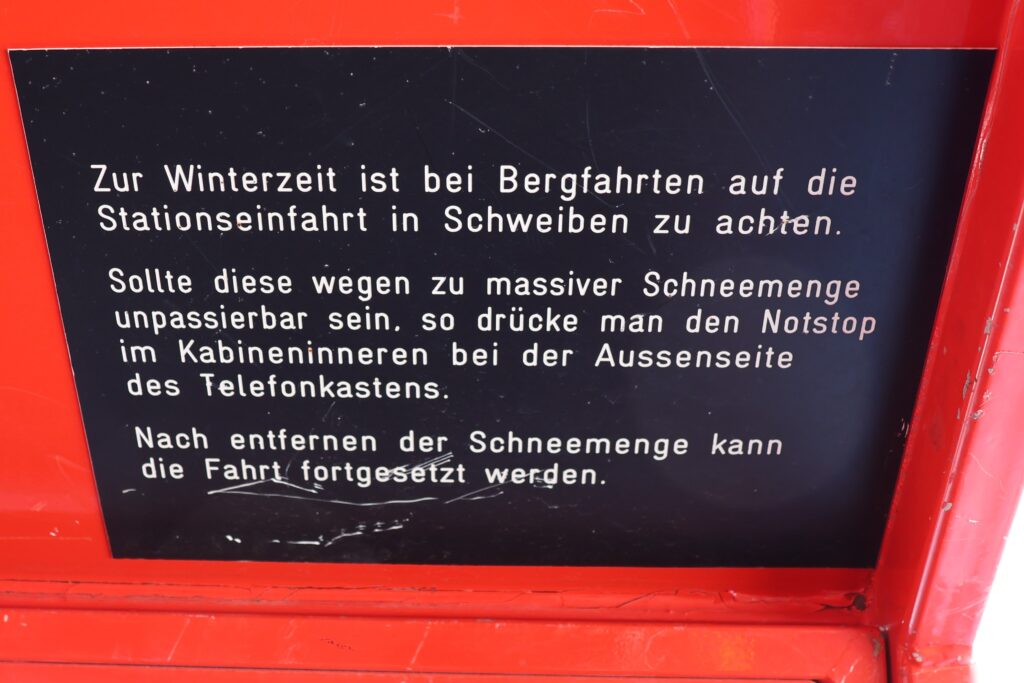 Zur Winterzeit ist bei Bergfahrten auf die
Stationseinfahrt in Schweiben zu achten.
Sollte diese wegen zu massiver Schneemenge
unpassierbar sein. so drücke man den Notstop
im Kabineninneren bei der Aussenseite
des Telefonkastens.
Nach entfernen der Schneemenge kann
die Fahrt fortgesetzt werden.